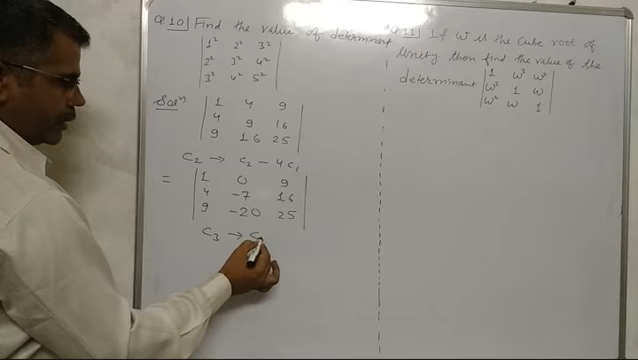 Q 10] Find the value of determinant
1² 2² 3²
2² 3² 4²
3² 4² 5²
Solⁿ
1 4 9
4 9 16
9 16 25
C₂ → C₂ - 4C₁
=
1 0 9
4 -7 16
9 -20 25
C₃ → C
Q 11] If ω is the cube root of
Unity then find the value of the
determinant
1 ω³ ω²
ω³ 1 ω
ω² ω 1